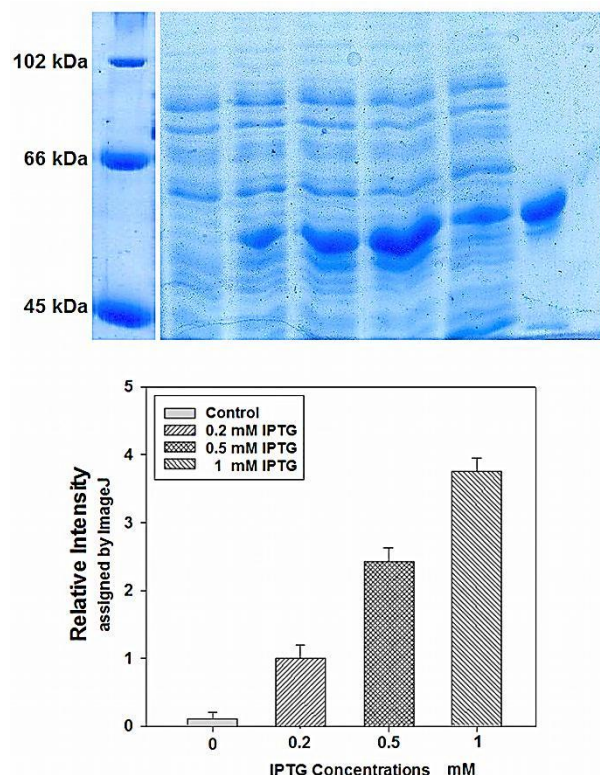 102 kDa
66 kDa
45 kDa
5
4
3
2
1
0
Relative Intensity
assigned by ImageJ
Control
0.2 mM IPTG
0.5 mM IPTG
1 mM IPTG
0 0.2 0.5 1
IPTG Concentrations mM